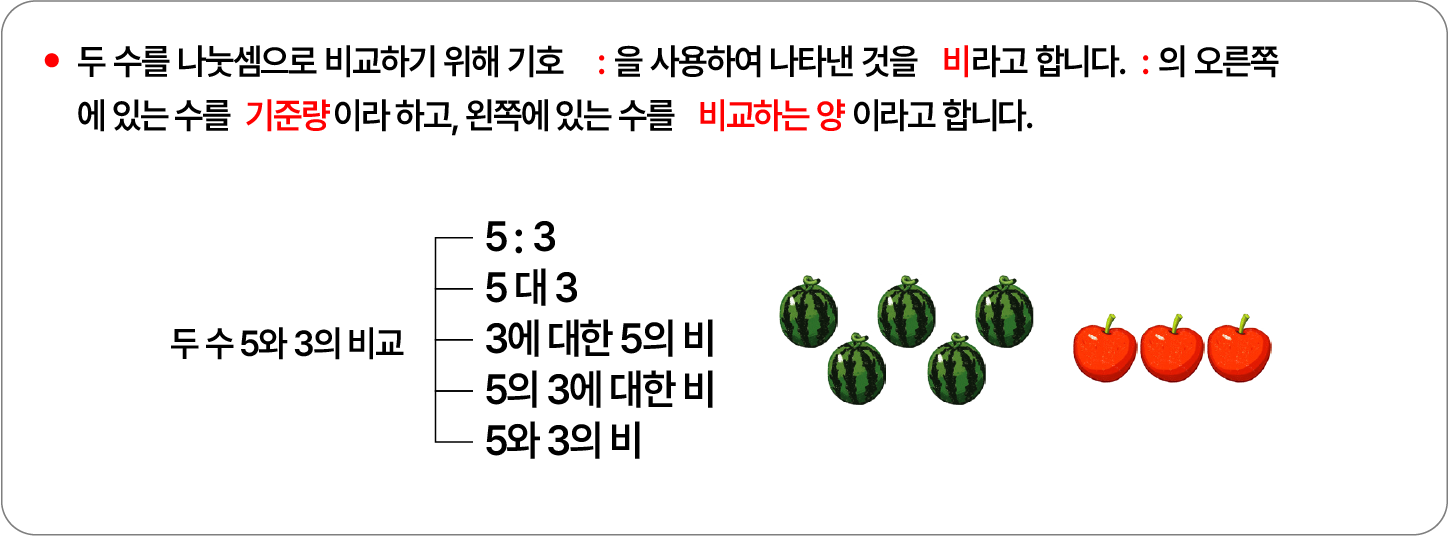 • 두 수를 나눗셈으로 비교하기 위해 기호 : 을 사용하여 나타낸 것을 비라고 합니다. : 의 오른쪽
에 있는 수를 기준량이라 하고, 왼쪽에 있는 수를 비교하는 양 이라고 합니다.
5 : 3
5 대 3
두 수 5와 3의 비교
3에 대한 5의 비
5의 3에 대한 비
5와 3의 비